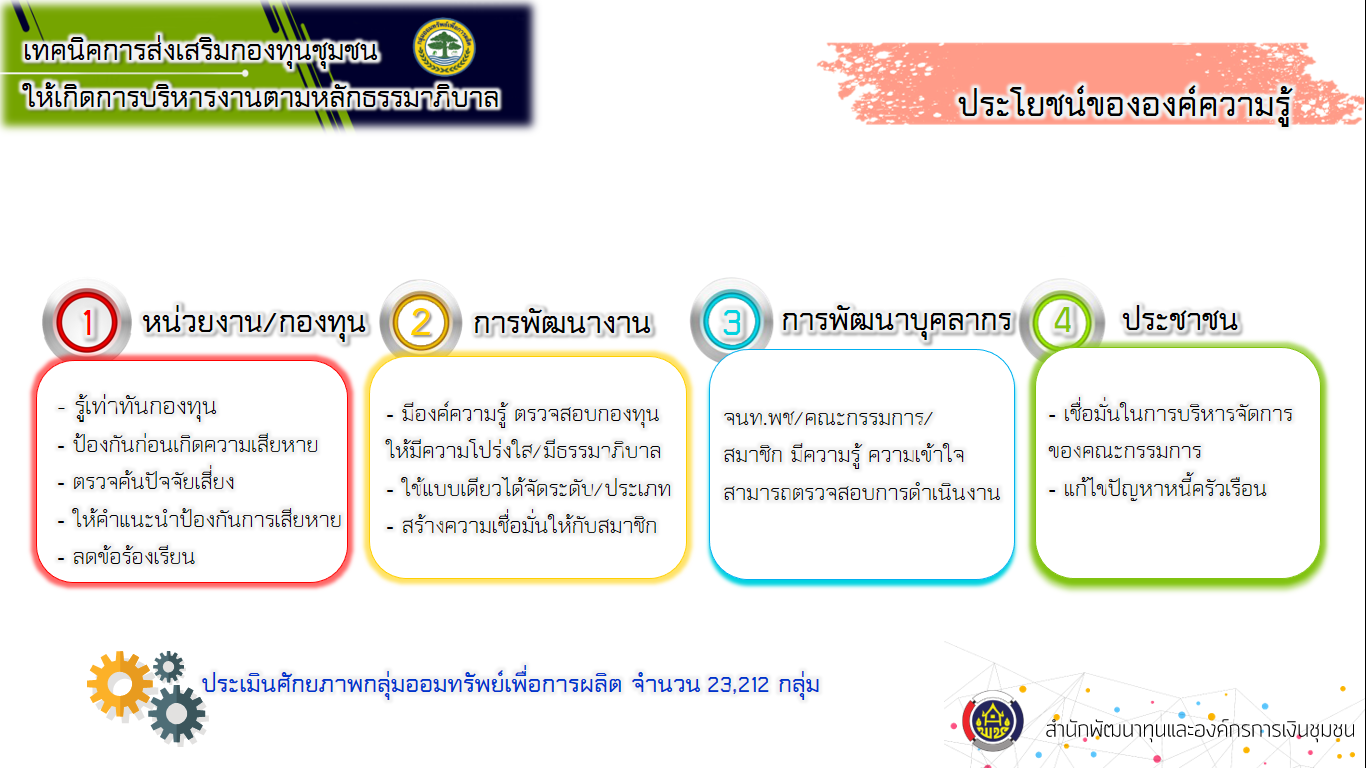 เทคนิคการส่งเสริมกองทุนชุมชน
ให้เกิดการบริหารงานตามหลักธรรมาภิบาล
ประโยชน์ขององค์ความรู้
1 หน่วยงาน/กองทุน
- รู้เท่าทันกองทุน
- ป้องกันก่อนเกิดความเสียหาย
- ตรวจค้นปัจจัยเสี่ยง
- ให้คำแนะนำป้องกันการเสียหาย
- ลดข้อร้องเรียน
2 การพัฒนางาน
- มีองค์ความรู้ ตรวจสอบกองทุน
ให้มีความโปร่งใส/มีธรรมาภิบาล
- ใช้แบบเดียวได้จัดระดับ/ประเภท
- สร้างความเชื่อมั่นให้กับสมาชิก
3 การพัฒนาบุคลากร
จนท.พช/คณะกรรมการ/
สมาชิก มีความรู้ ความเข้าใจ
สามารถตรวจสอบการดำเนินงาน
4 ประชาชน
- เชื่อมั่นในการบริหารจัดการ
ของคณะกรรมการ
- แก้ไขปัญหาหนี้ครัวเรือน
ประเมินศักยภาพกลุ่มออมทรัพย์เพื่อการผลิต จำนวน 23,212 กลุ่ม
สำนักพัฒนาทุนและองค์กรการเงินชุมชน